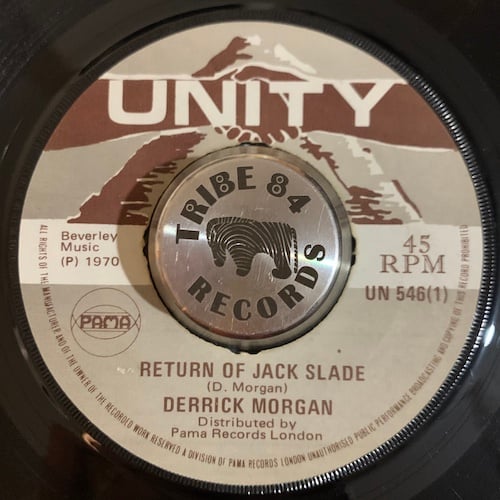 UNITY
TRIBE 84
RECORDS
Beverley
Music
(P) 1970
45
RPM
UN 546(1)
PAMA
RETURN OF JACK SLADE
(D. Morgan)
DERRICK MORGAN
Distributed by
Pama Records London
ALL RIGHTS OF THE MANUFACTURER AND OF THE OWNER OF THE RECORDED WORK RESERVED A DIVISION OF PAMA RECORDS LONDON UNAUTHORISED PUBLIC PERFORMANCE BROADCASTING AND COPYING OF THIS RECORD PROHIBITED